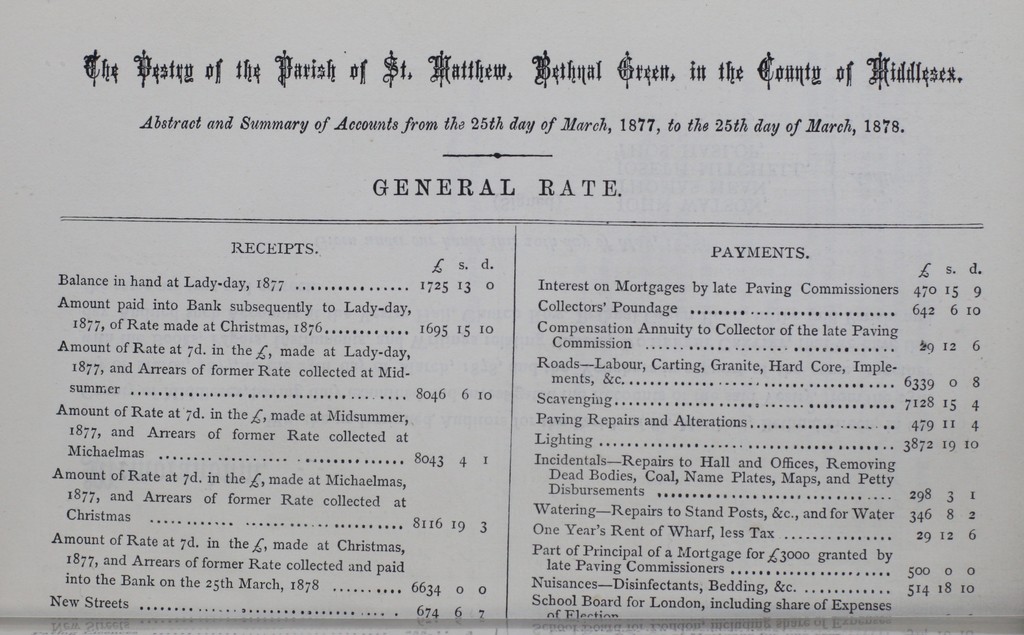 The Vestry of the Parish of St. Matthew, Bethnal Green, in the County of Middlesex.
Abstract and Summary of Accounts from the 25th day of March, 1877, to the 25th day of March, 1878.
GENERAL RATE.
RECEIPTS.
£ s. d.
Balance in hand at Lady-day, 1877 ................ 1725 13 0
Amount paid into Bank subsequently to Lady-day,
1877, of Rate made at Christmas, 1876............ 1695 15 10
Amount of Rate at 7d. in the £, made at Lady-day,
1877, and Arrears of former Rate collected at Mid-
summer ........................................ 8046 6 10
Amount of Rate at 7d. in the £, made at Midsummer,
1877, and Arrears of former Rate collected at
Michaelmas .................................... 8043 4 1
Amount of Rate at 7d. in the £, made at Michaelmas,
1877, and Arrears of former Rate collected at
Christmas ..................................... 8116 19 3
Amount of Rate at 7d. in the £, made at Christmas,
1877, and Arrears of former Rate collected and paid
into the Bank on the 25th March, 1878 .......... 6634 0 0
New Streets ..................................... 674 6 7
PAYMENTS.
£ s. d.
Interest on Mortgages by late Paving Commissioners 470 15 9
Collectors' Poundage ............................ 642 6 10
Compensation Annuity to Collector of the late Paving
Commission .................................... 29 12 6
Roads—Labour, Carting, Granite, Hard Core, Imple-
ments, &c...................................... 6339 0 8
Scavenging....................................... 7128 15 4
Paving Repairs and Alterations................... 479 11 4
Lighting ........................................ 3872 19 10
Incidentals—Repairs to Hall and Offices, Removing
Dead Bodies, Coal, Name Plates, Maps, and Petty
Disbursements ................................. 298 3 1
Watering—Repairs to Stand Posts, &c., and for Water 346 8 2
One Year's Rent of Wharf, less Tax .............. 29 12 6
Part of Principal of a Mortgage for £3000 granted by
late Paving Commissioners ..................... 500 0 0
Nuisances—Disinfectants, Bedding, &c. ........... 514 18 10
School Board for London, including share of Expenses
of Election